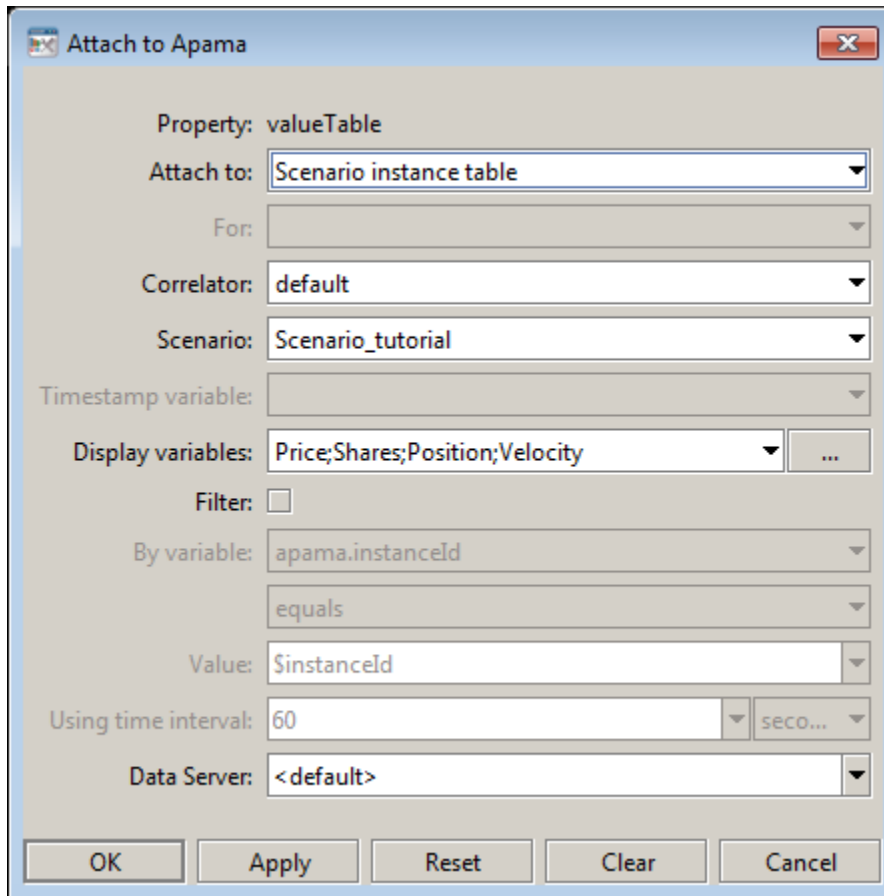 Attach to Apama
Property: valueTable
Attach to: Scenario instance table
For:
Correlator: default
Scenario: Scenario_tutorial
Timestamp variable:
Display variables: Price;Shares;Position;Velocity ...
Filter:
By variable: apama.instanceId
equals
Value: $instanceId
Using time interval: 60 seco...
Data Server: <default>
OK Apply Reset Clear Cancel